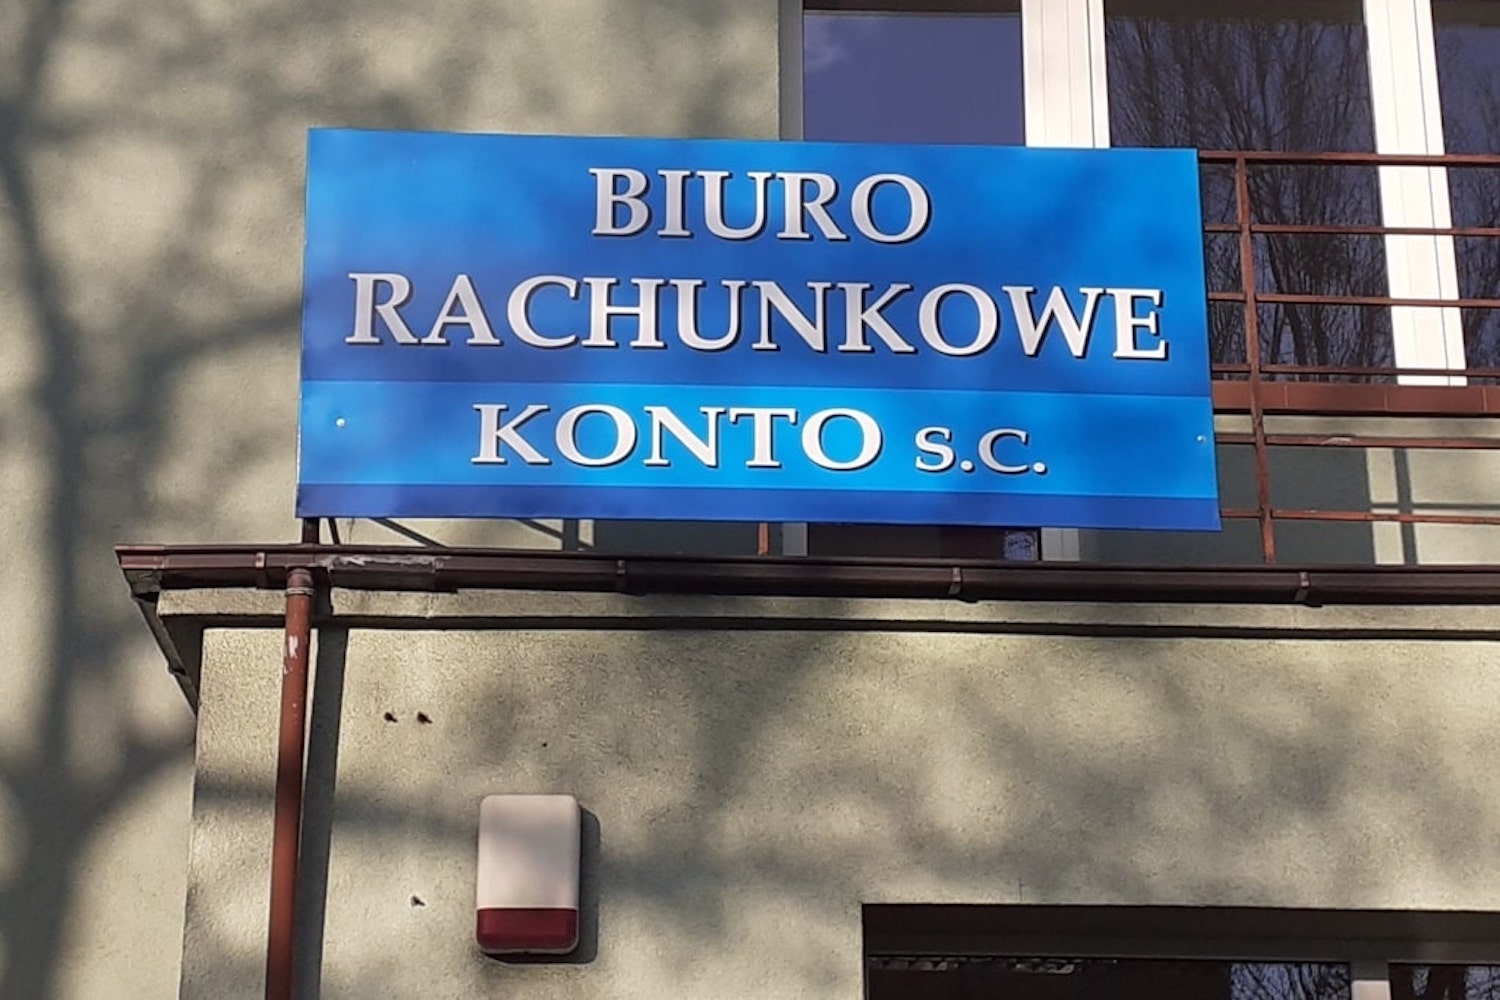 BIURO
RACHUNKOWE
KONTO S.C.